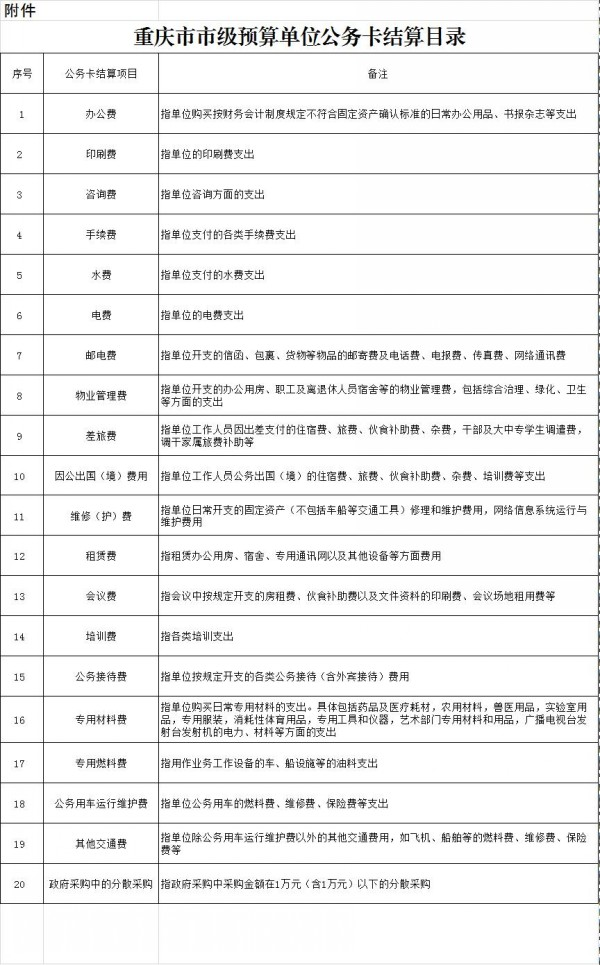 附件
重庆市市级预算单位公务卡结算目录
序号 公务卡结算项目 备注
1 办公费 指单位购买按财务会计制度规定不符合固定资产确认标准的日常办公用品、书报杂志等支出
2 印刷费 指单位的印刷费支出
3 咨询费 指单位咨询方面的支出
4 手续费 指单位支付的各类手续费支出
5 水费 指单位支付的水费支出
6 电费 指单位的电费支出
7 邮电费 指单位开支的信函、包裹、货物等物品的邮寄费及电话费、电报费、传真费、网络通讯费
8 物业管理费 指单位开支的办公用房、职工及离退休人员宿舍等的物业管理费，包括综合治理、绿化、卫生
等方面的支出
9 差旅费 指单位工作人员因出差支付的住宿费、旅费、伙食补助费、杂费，干部及大中专学生调遣费，
调干家属旅费补助等
10 因公出国（境）费用 指单位工作人员公务出国（境）的住宿费、旅费、伙食补助费、杂费、培训费等支出
11 维修（护）费 指单位日常开支的固定资产（不包括车船等交通工具）修理和维护费用，网络信息系统运行与
维护费用
12 租赁费 指租赁办公用房、宿舍、专用通讯网以及其他设备等方面费用
13 会议费 指会议中按规定开支的房租费、伙食补助费以及文件资料的印刷费、会议场地租用费等
14 培训费 指各类培训支出
15 公务接待费 指单位按规定开支的各类公务接待（含外宾接待）费用
16 专用材料费 指单位购买日常专用材料的支出。具体包括药品及医疗耗材，农用材料，兽医用品，实验室用
品，专用服装，消耗性体育用品，专用工具和仪器，艺术部门专用材料和用品，广播电视台发
射台发射机的电力、材料等方面的支出
17 专用燃料费 指用作业务工作设备的车、船设施等的油料支出
18 公务用车运行维护费 指单位公务用车的燃料费、维修费、保险费等支出
19 其他交通费 指单位除公务用车运行维护费以外的其他交通费用，如飞机、船舶等的燃料费、维修费、保险
费等
20 政府采购中的分散采购 指政府采购中采购金额在1万元（含1万元）以下的分散采购